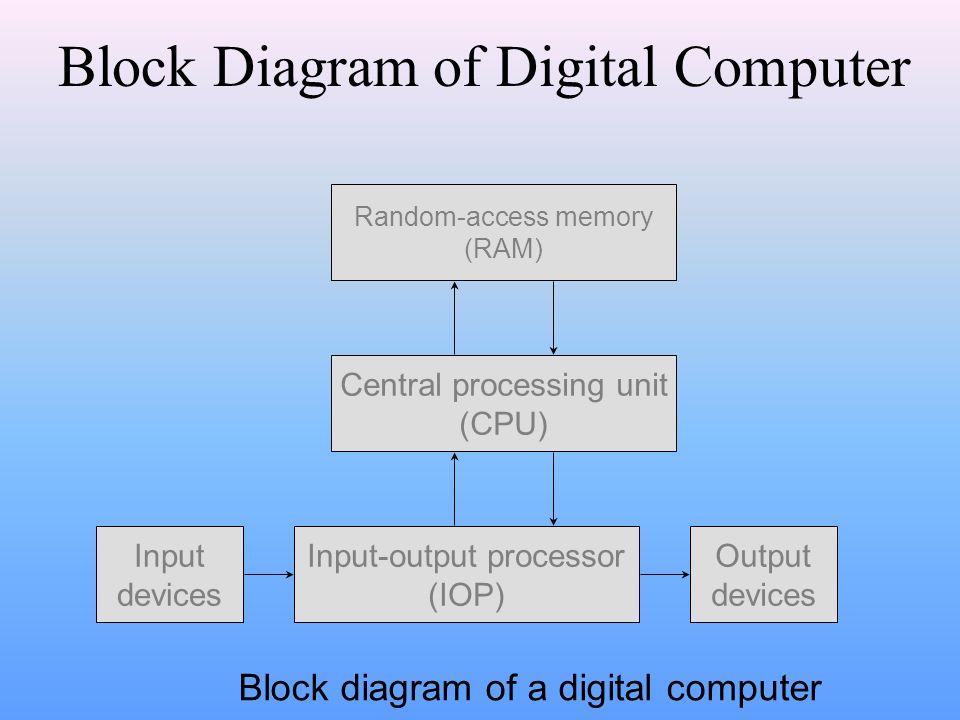 Block Diagram of Digital Computer
Random-access memory
(RAM)
Central processing unit
(CPU)
Input
devices
Input-output processor
(IOP)
Output
devices
Block diagram of a digital computer